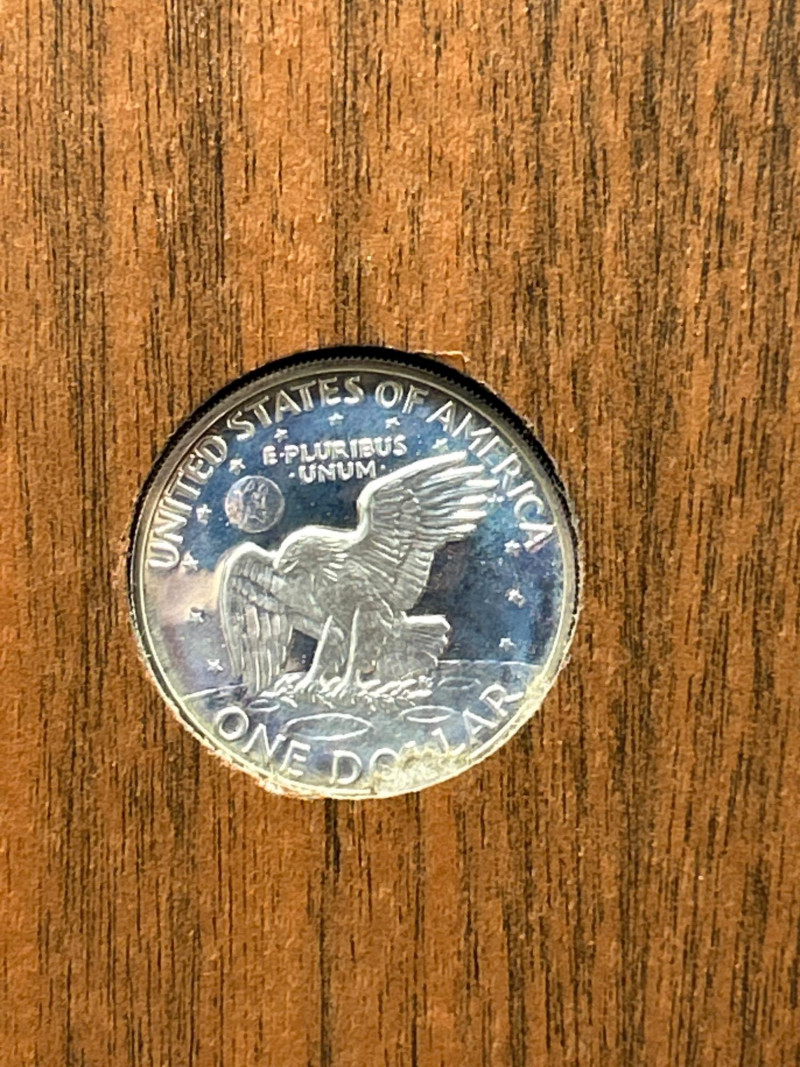 UNITED STATES OF AMERICA
E·PLURIBUS
·UNUM·
ONE DOLLAR